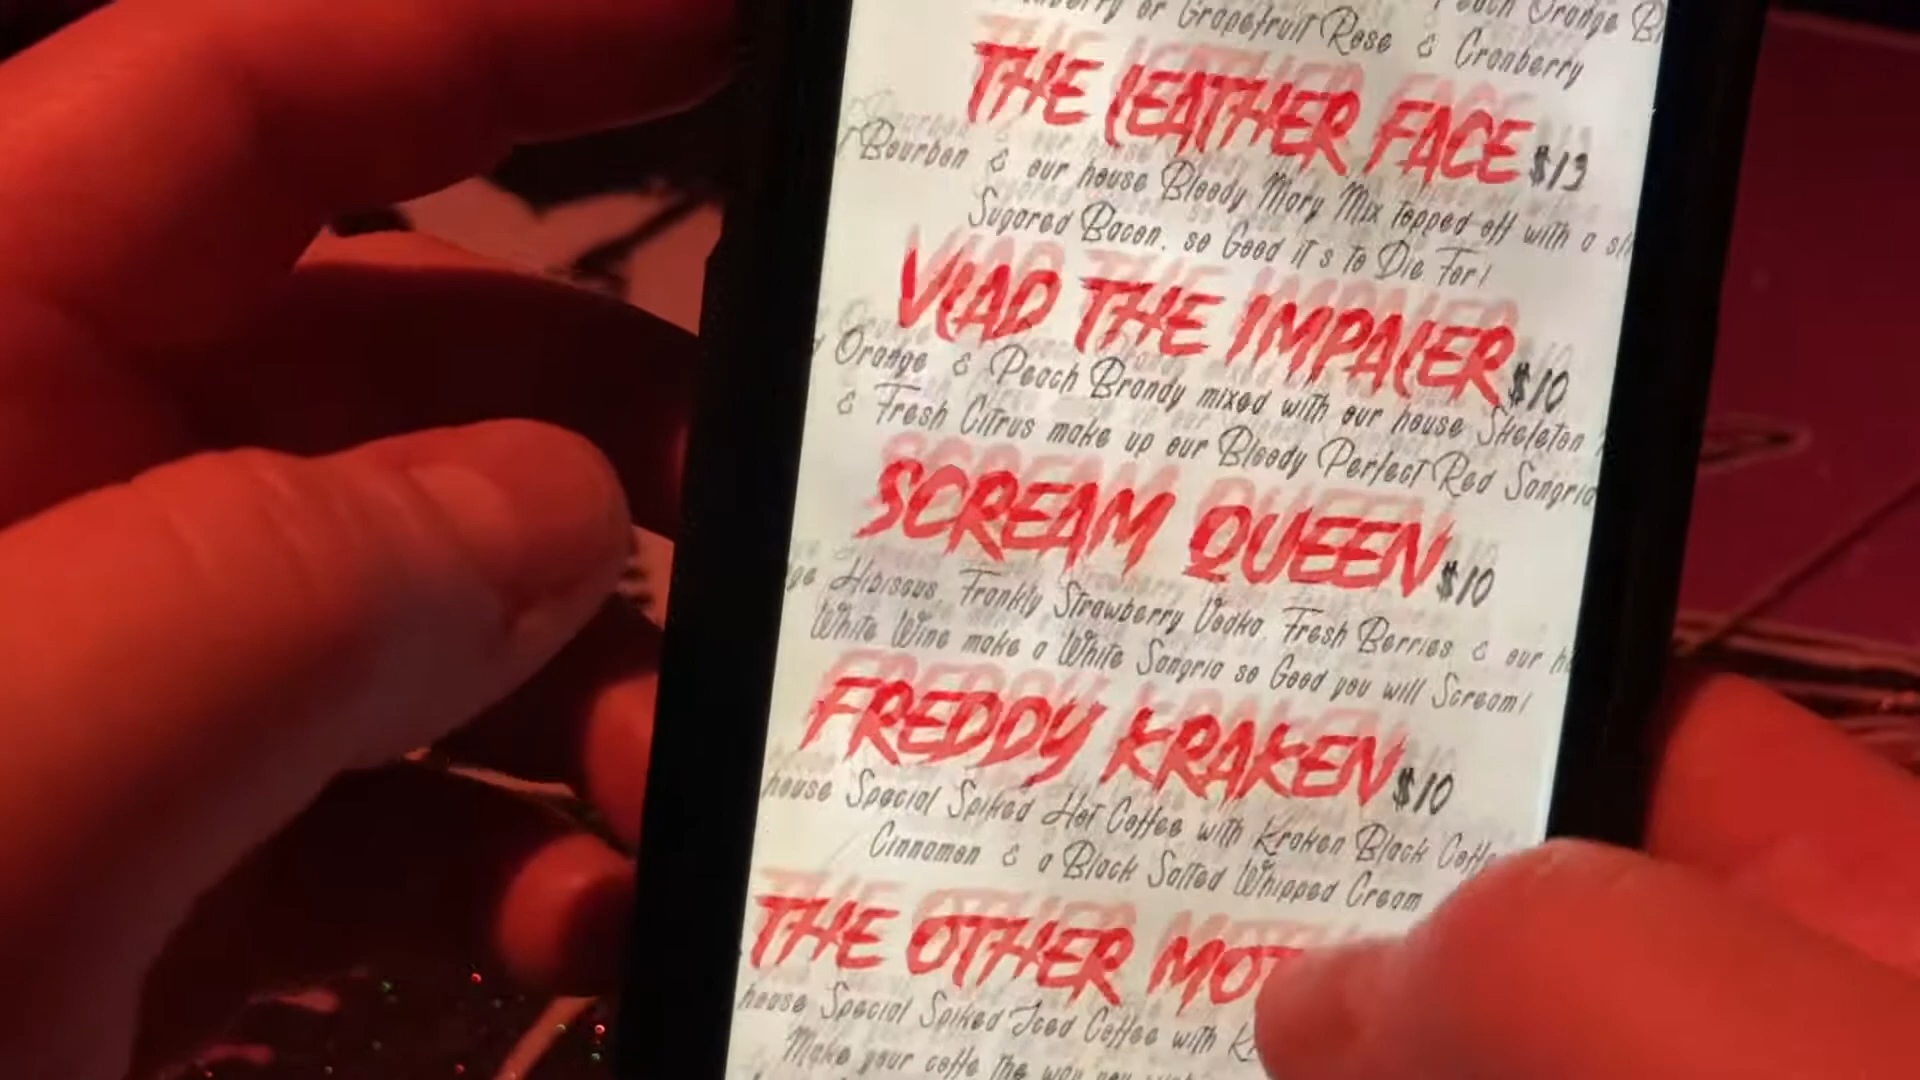 or Grapefruit Rose & Cranberry
THE LEATHER FACE $13
Bourbon & our house Bloody Mary Mix topped off with a
Sugared Bacon, so Good it's to Die For!
VLAD THE IMPALER $10
Orange & Peach Brandy mixed with our house Skeleton
& Fresh Citrus make up our Bloody Perfect Red Sangria
SCREAM QUEEN $10
Hibiscus, Frankly Strawberry Vodka, Fresh Berries & our
White Wine make a White Sangria so Good you will Scream!
FREDDY KRAKEN $10
house Special Spiked Hot Coffee with Kraken Black
Cinnamon & a Black Salted Whipped Cream
THE OTHER
house Special Spiked Iced Coffee with
Make your coffe the way you